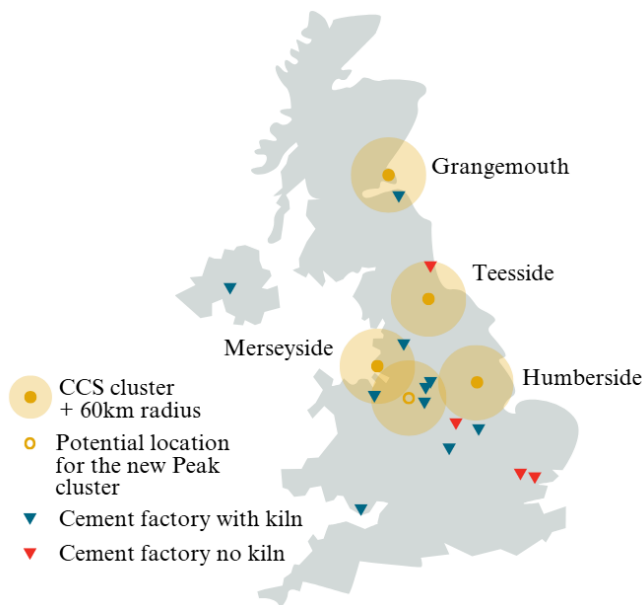 Grangemouth
Teesside
Merseyside
Humberside
CCS cluster
+ 60km radius
Potential location
for the new Peak
cluster
Cement factory with kiln
Cement factory no kiln